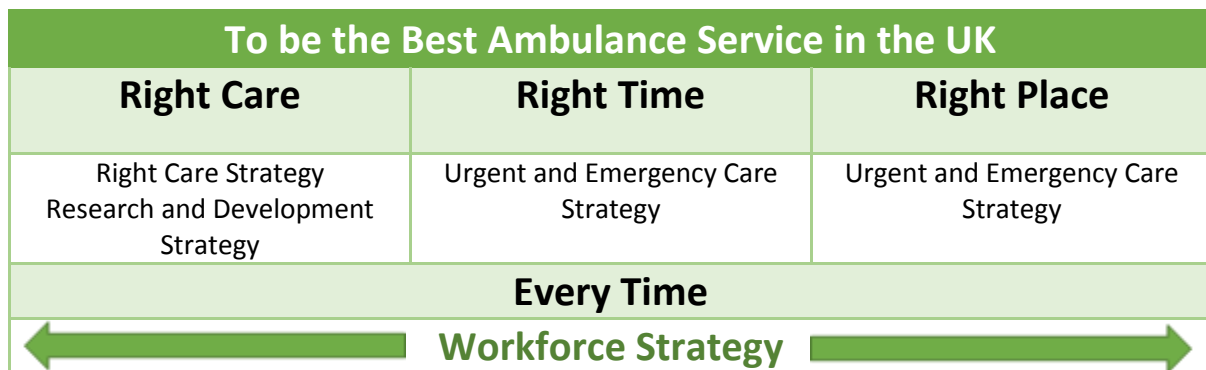 To be the Best Ambulance Service in the UK
Right Care
Right Time
Right Place
Right Care Strategy
Research and Development
Strategy
Urgent and Emergency Care
Strategy
Urgent and Emergency Care
Strategy
Every Time
Workforce Strategy